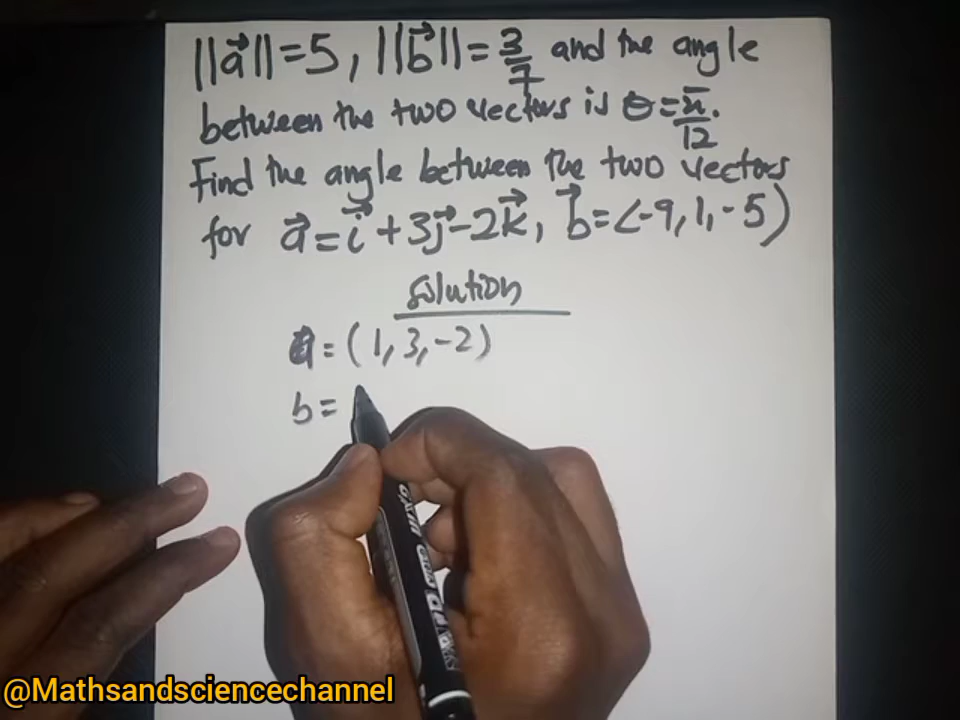 ||a⃗|| = 5, ||b⃗|| = 3/7 and the angle
between the two vectors is θ = π/12.
Find the angle between the two vectors
for a⃗ = i⃗ + 3j⃗ - 2k⃗, b⃗ = <-9, 1, -5)
Solution
a = (1, 3, -2)
b =
@Mathsandsciencechannel